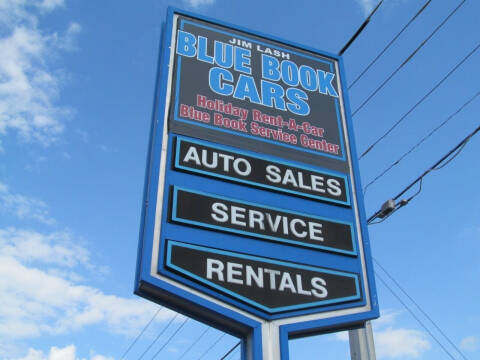 JIM LASH
BLUE BOOK
CARS
Holiday Rent-A-Car
Blue Book Service Center
AUTO SALES
SERVICE
RENTALS